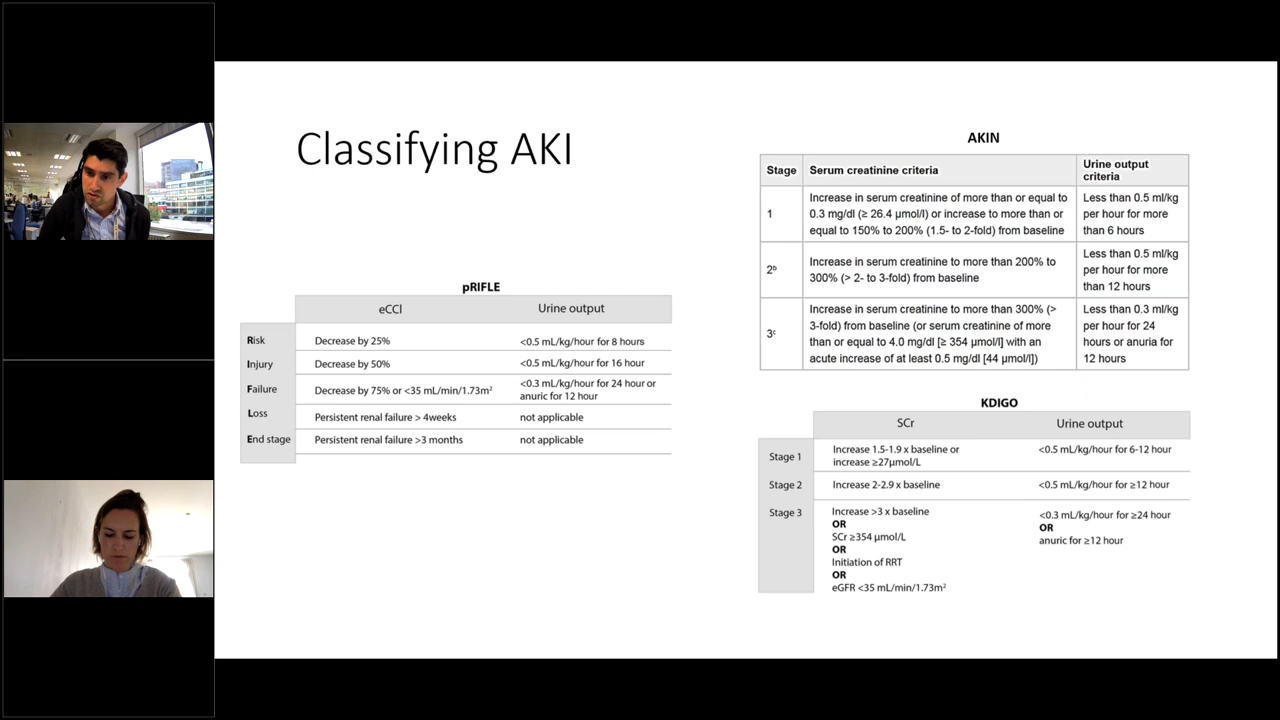 Classifying AKI
pRIFLE
eCCl Urine output
Risk Decrease by 25% <0.5 mL/kg/hour for 8 hours
Injury Decrease by 50% <0.5 mL/kg/hour for 16 hour
Failure Decrease by 75% or <35 mL/min/1.73m² <0.3 mL/kg/hour for 24 hour or
anuric for 12 hour
Loss Persistent renal failure > 4weeks not applicable
End stage Persistent renal failure >3 months not applicable
AKIN
Stage Serum creatinine criteria Urine output
criteria
1 Increase in serum creatinine of more than or equal to
0.3 mg/dl (≥ 26.4 μmol/l) or increase to more than or
equal to 150% to 200% (1.5- to 2-fold) from baseline
Less than 0.5 ml/kg
per hour for more
than 6 hours
2ᵇ Increase in serum creatinine to more than 200% to
300% (> 2- to 3-fold) from baseline
Less than 0.5 ml/kg
per hour for more
than 12 hours
3ᶜ Increase in serum creatinine to more than 300% (>
3-fold) from baseline (or serum creatinine of more
than or equal to 4.0 mg/dl [≥ 354 μmol/l] with an
acute increase of at least 0.5 mg/dl [44 μmol/l])
Less than 0.3 ml/kg
per hour for 24
hours or anuria for
12 hours
KDIGO
SCr Urine output
Stage 1 Increase 1.5-1.9 x baseline or
increase ≥27μmol/L
<0.5 mL/kg/hour for 6-12 hour
Stage 2 Increase 2-2.9 x baseline <0.5 mL/kg/hour for ≥12 hour
Stage 3 Increase >3 x baseline
OR
SCr ≥354 μmol/L
OR
Initiation of RRT
OR
eGFR <35 mL/min/1.73m²
<0.3 mL/kg/hour for ≥24 hour
OR
anuric for ≥12 hour